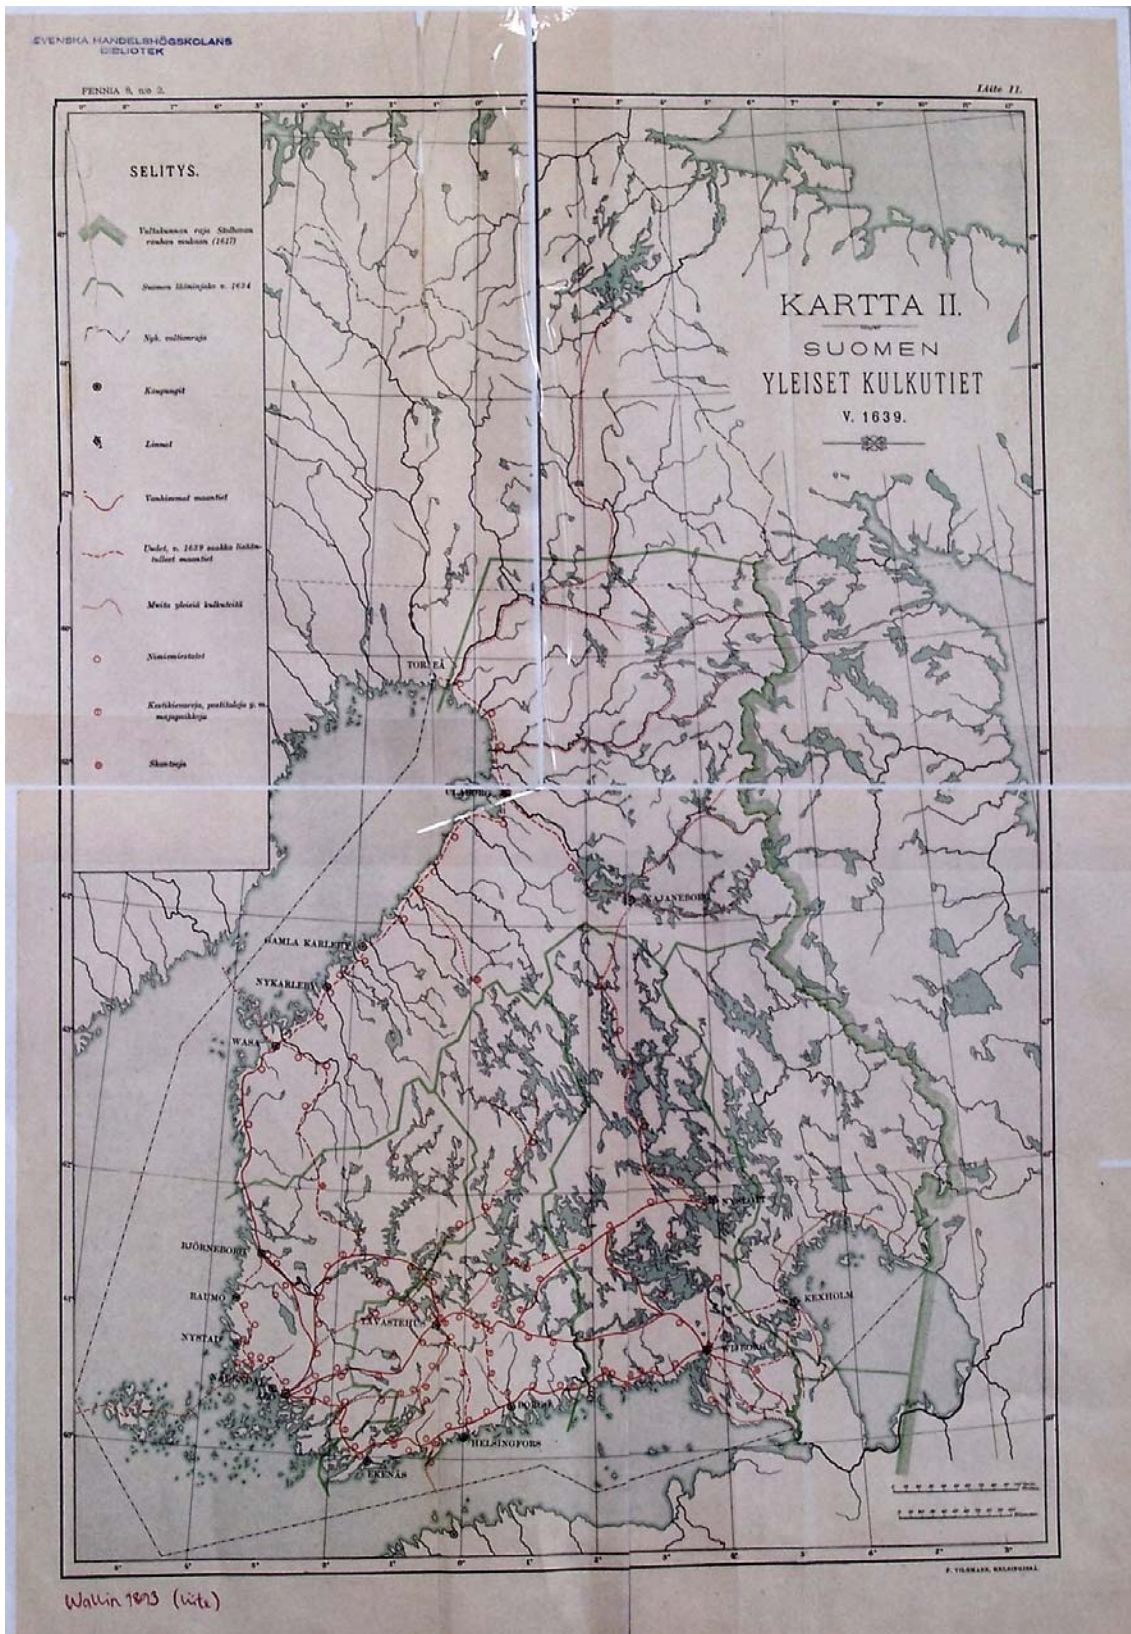 SVENSKA HANDELSHÖGSKOLANS
BIBLIOTEK
FENNIA 8, n:o 2.
Liite II.
SELITYS.
Valtakunnan raja Stolbovan
rauhan mukaan (1617)
Suomen lääninjako v. 1634
Nyk. valtionraja
Kaupungit
Linnat
Vanhimmat maantiet
Uudet, v. 1639 saakka lisään-
tulleet maantiet
Muita yleisiä kulkuteitä
Nimismiestalot
Kestikievareja, postitaloja y. m.
majapaikkoja
Skantseja
KARTTA II.
SUOMEN
YLEISET KULKUTIET
V. 1639.
TORNEÅ
ULEÅBORG
KAJANEBORG
GAMLA KARLEBY
NYKARLEBY
WASA
NYSLOTT
BJÖRNEBORG
RAUMO
KEXHOLM
TAVASTEHUS
NYSTAD
WIBORG
BORGÅ
HELSINGFORS
EKENÄS
F. TILGMANN, HELSINGISSÄ.
Wallin 1893 (liite)